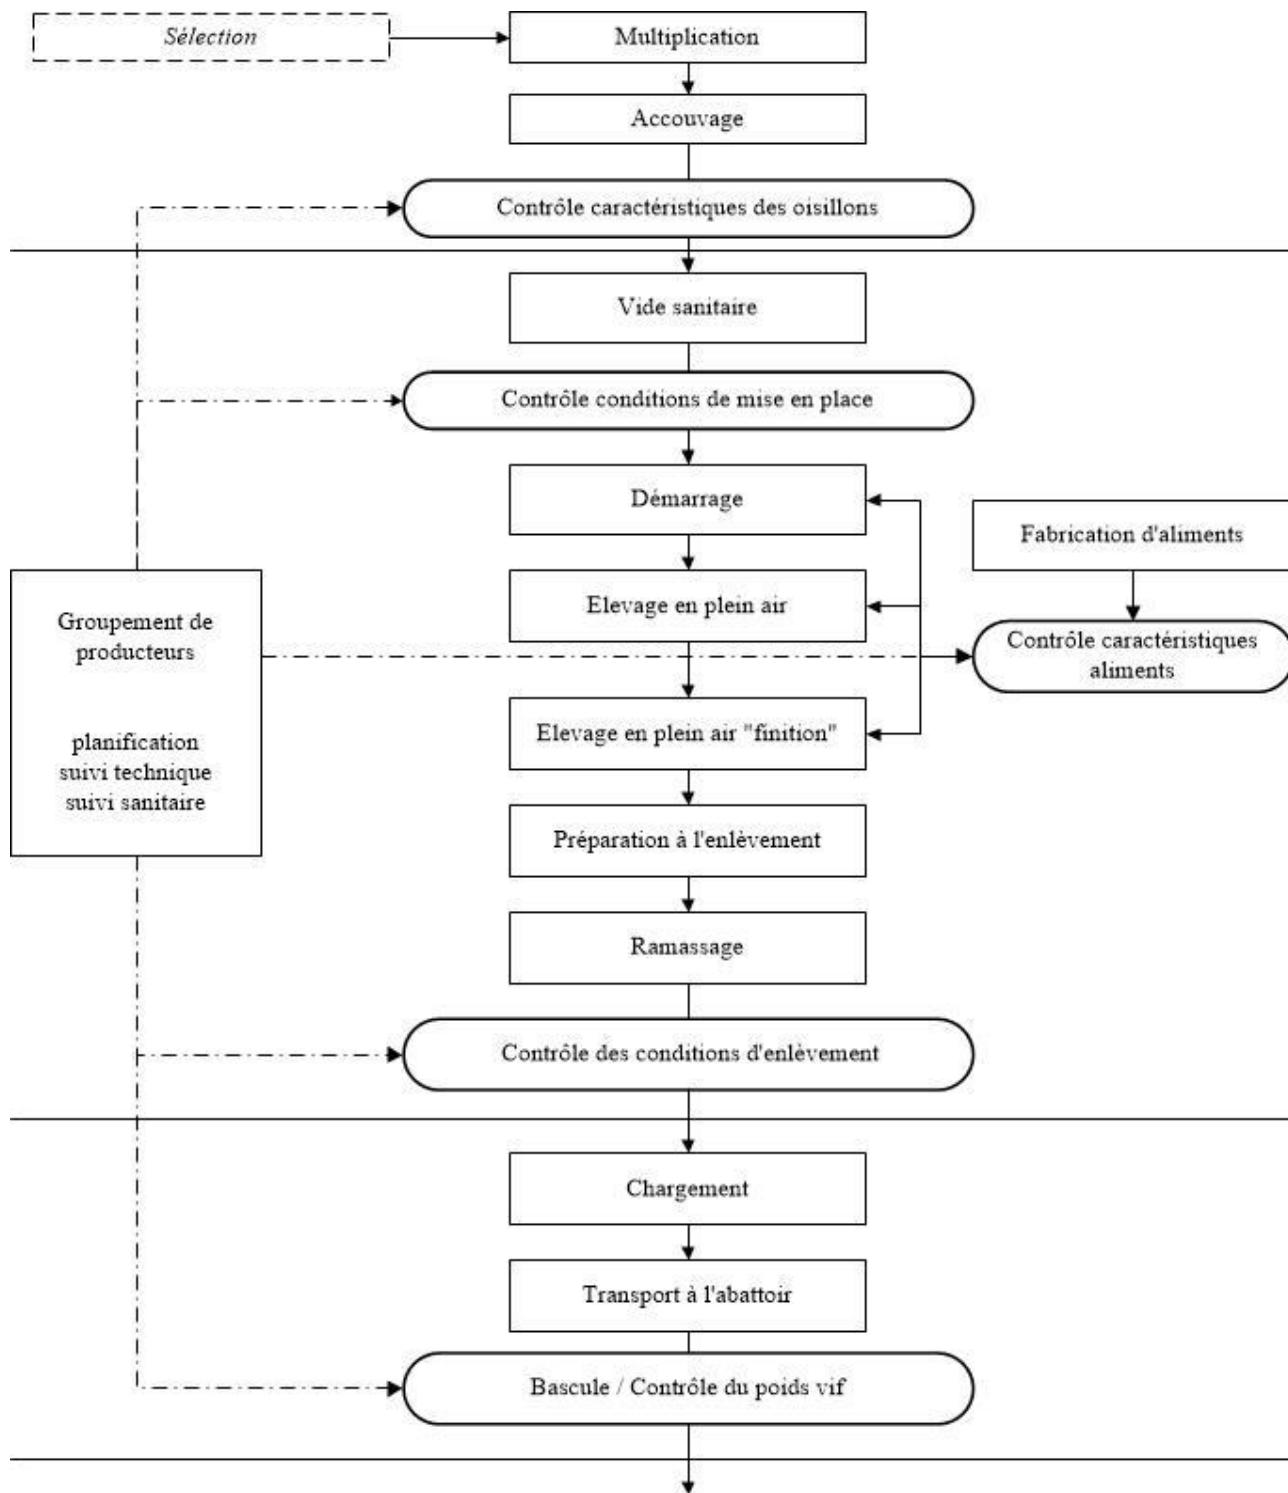 Sélection
Multiplication
Accouvage
Contrôle caractéristiques des oisillons
Vide sanitaire
Contrôle conditions de mise en place
Démarrage
Fabrication d'aliments
Elevage en plein air
Groupement de
producteurs
planification
suivi technique
suivi sanitaire
Contrôle caractéristiques
aliments
Elevage en plein air "finition"
Préparation à l'enlèvement
Ramassage
Contrôle des conditions d'enlèvement
Chargement
Transport à l'abattoir
Bascule / Contrôle du poids vif